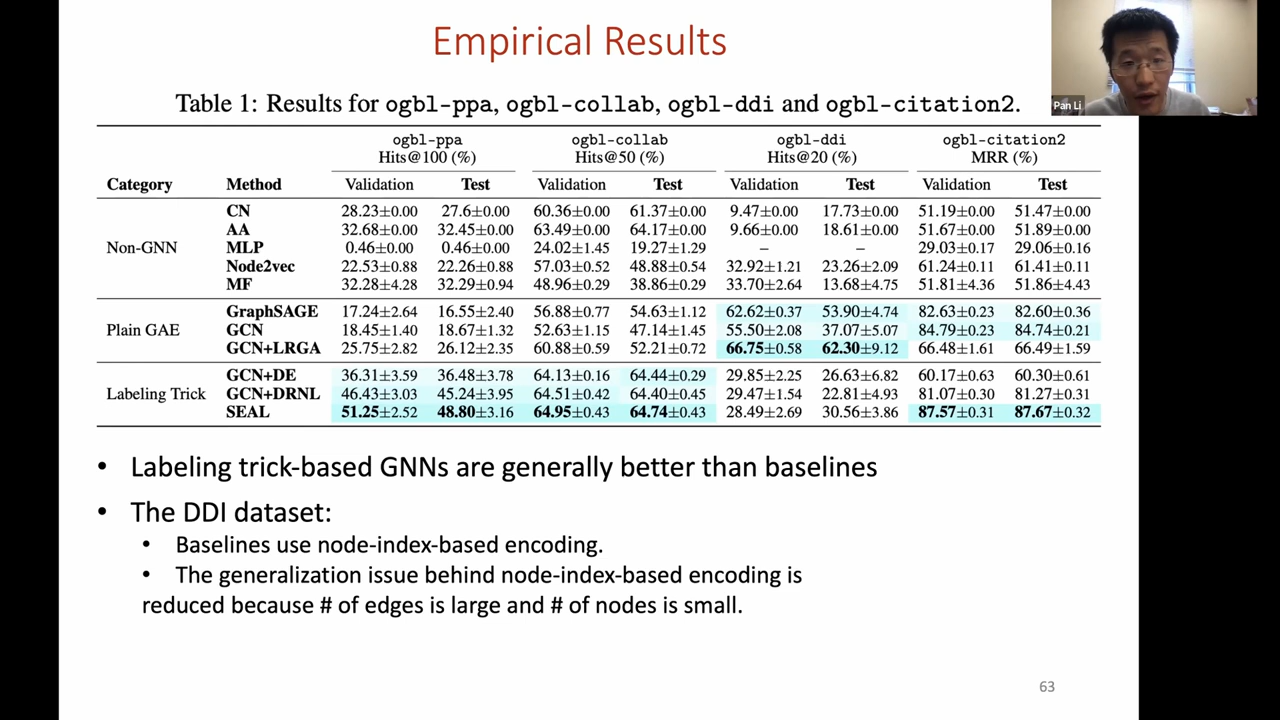 Empirical Results
Pan Li
Table 1: Results for ogbl-ppa, ogbl-collab, ogbl-ddi and ogbl-citation2.
ogbl-ppa ogbl-collab ogbl-ddi ogbl-citation2
Hits@100 (%) Hits@50 (%) Hits@20 (%) MRR (%)
Category Method Validation Test Validation Test Validation Test Validation Test
CN 28.23±0.00 27.6±0.00 60.36±0.00 61.37±0.00 9.47±0.00 17.73±0.00 51.19±0.00 51.47±0.00
AA 32.68±0.00 32.45±0.00 63.49±0.00 64.17±0.00 9.66±0.00 18.61±0.00 51.67±0.00 51.89±0.00
Non-GNN MLP 0.46±0.00 0.46±0.00 24.02±1.45 19.27±1.29 – – 29.03±0.17 29.06±0.16
Node2vec 22.53±0.88 22.26±0.88 57.03±0.52 48.88±0.54 32.92±1.21 23.26±2.09 61.24±0.11 61.41±0.11
MF 32.28±4.28 32.29±0.94 48.96±0.29 38.86±0.29 33.70±2.64 13.68±4.75 51.81±4.36 51.86±4.43
GraphSAGE 17.24±2.64 16.55±2.40 56.88±0.77 54.63±1.12 62.62±0.37 53.90±4.74 82.63±0.23 82.60±0.36
Plain GAE GCN 18.45±1.40 18.67±1.32 52.63±1.15 47.14±1.45 55.50±2.08 37.07±5.07 84.79±0.23 84.74±0.21
GCN+LRGA 25.75±2.82 26.12±2.35 60.88±0.59 52.21±0.72 66.75±0.58 62.30±9.12 66.48±1.61 66.49±1.59
GCN+DE 36.31±3.59 36.48±3.78 64.13±0.16 64.44±0.29 29.85±2.25 26.63±6.82 60.17±0.63 60.30±0.61
Labeling Trick GCN+DRNL 46.43±3.03 45.24±3.95 64.51±0.42 64.40±0.45 29.47±1.54 22.81±4.93 81.07±0.30 81.27±0.31
SEAL 51.25±2.52 48.80±3.16 64.95±0.43 64.74±0.43 28.49±2.69 30.56±3.86 87.57±0.31 87.67±0.32
• Labeling trick-based GNNs are generally better than baselines
• The DDI dataset:
• Baselines use node-index-based encoding.
• The generalization issue behind node-index-based encoding is
reduced because # of edges is large and # of nodes is small.
63